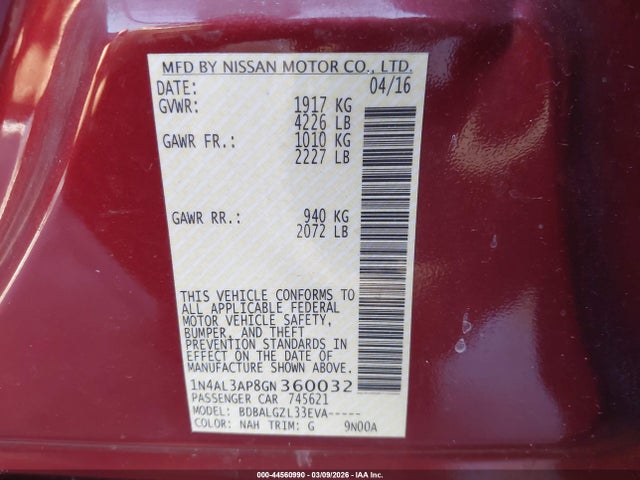 MFD BY NISSAN MOTOR CO., LTD.
DATE: 04/16
GVWR: 1917 KG
4226 LB
GAWR FR.: 1010 KG
2227 LB
GAWR RR.: 940 KG
2072 LB
THIS VEHICLE CONFORMS TO
ALL APPLICABLE FEDERAL
MOTOR VEHICLE SAFETY,
BUMPER, AND THEFT
PREVENTION STANDARDS IN
EFFECT ON THE DATE OF
MANUFACTURE SHOWN ABOVE.
1N4AL3AP8GN360032
PASSENGER CAR 745621
MODEL: BDBALGZL33EVA-----
COLOR: NAH TRIM: G 9N00A
000-44560990 - 03/09/2026 - IAA Inc.